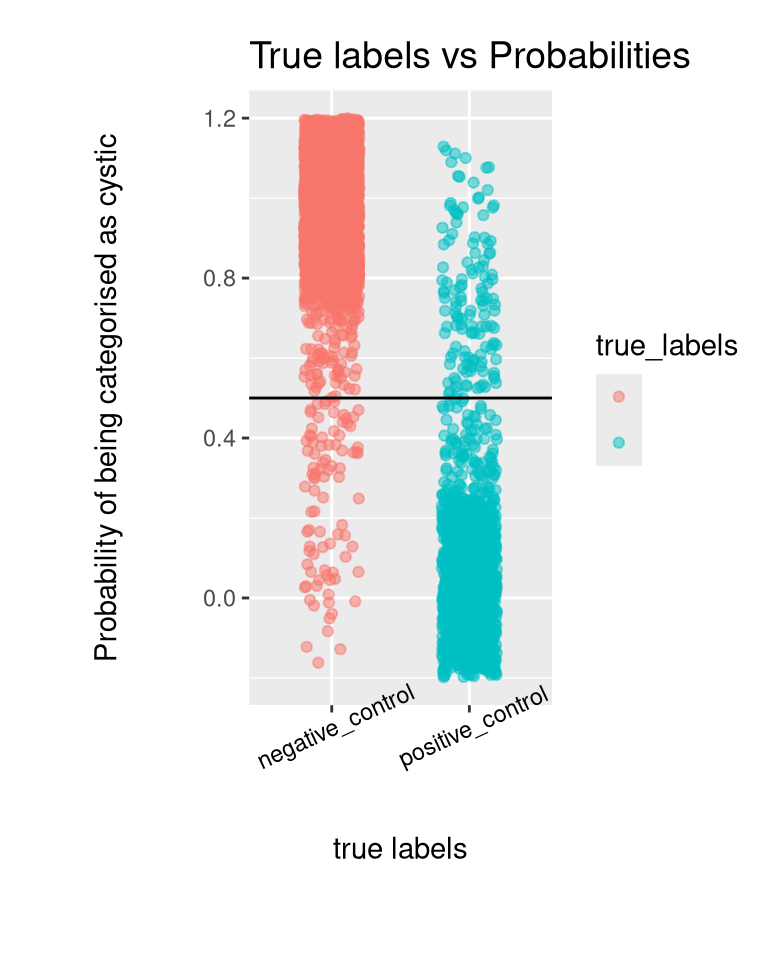 True labels vs Probabilities
Probability of being categorised as cystic
1.2
0.8
0.4
0.0
negative_control
positive_control
true labels
true_labels